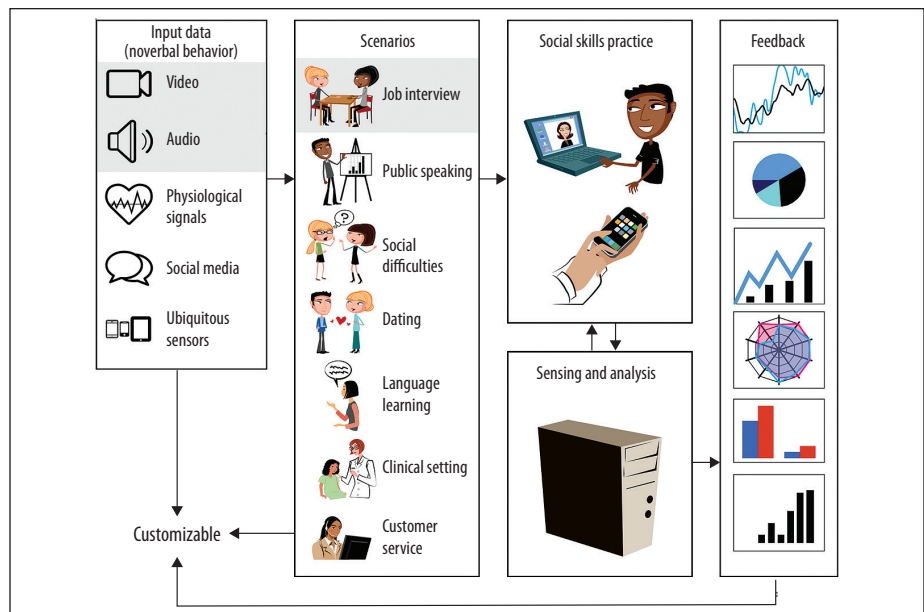 Input data
(noverbal behavior)
Video
Audio
Physiological
signals
Social media
Ubiquitous
sensors
Customizable
Scenarios
Job interview
Public speaking
?
Social
difficulties
Dating
Language
learning
Clinical setting
Customer
service
Social skills practice
Sensing and analysis
Feedback